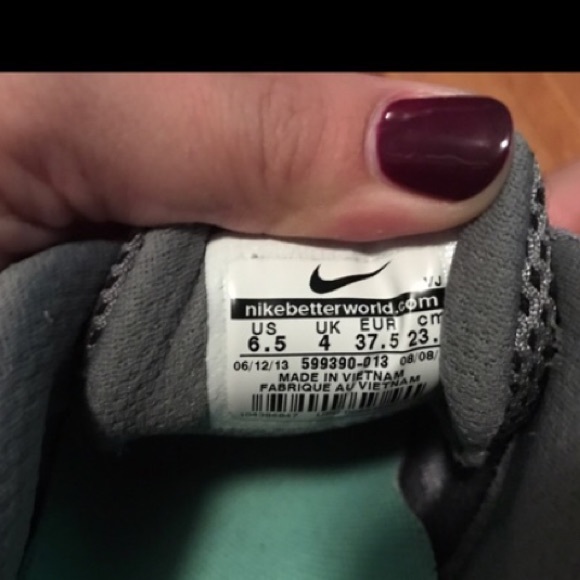 VJ
nikebetterworld.com
US UK EUR cm
6.5 4 37.5 23.
06/12/13 599390-013 08/08/
MADE IN VIETNAM
FABRIQUE AU VIETNAM